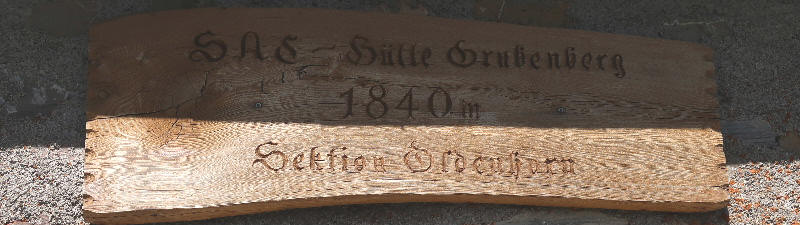 SAC - Hütte Grubenberg
1840 m
Sektion Oldenhorn